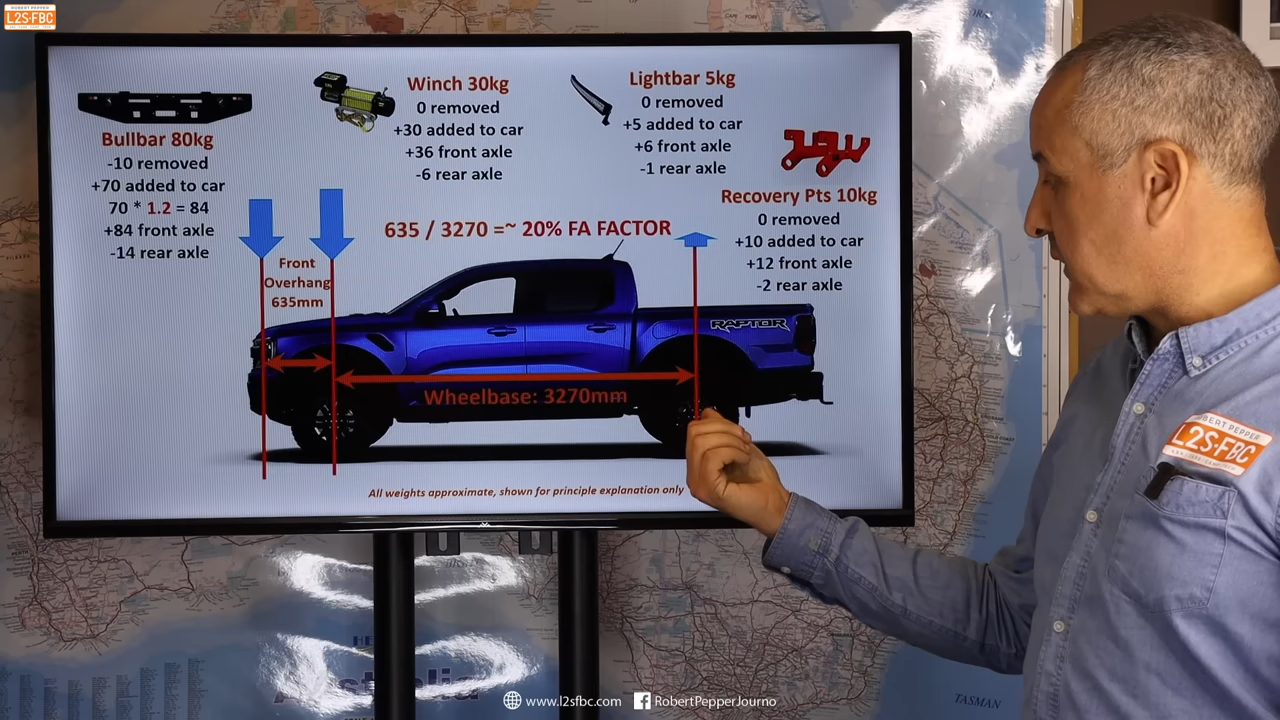 ROBERT PEPPER
L2S-FBC
Bullbar 80kg
-10 removed
+70 added to car
70 * 1.2 = 84
+84 front axle
-14 rear axle
Winch 30kg
0 removed
+30 added to car
+36 front axle
-6 rear axle
Lightbar 5kg
0 removed
+5 added to car
+6 front axle
-1 rear axle
Recovery Pts 10kg
0 removed
+10 added to car
+12 front axle
-2 rear axle
635 / 3270 =~ 20% FA FACTOR
Front
Overhang
635mm
RAPTOR
Wheelbase: 3270mm
All weights approximate, shown for principle explanation only
L2S-FBC
Australia
TASMAN
www.l2sfbc.com
RobertPepperJourno